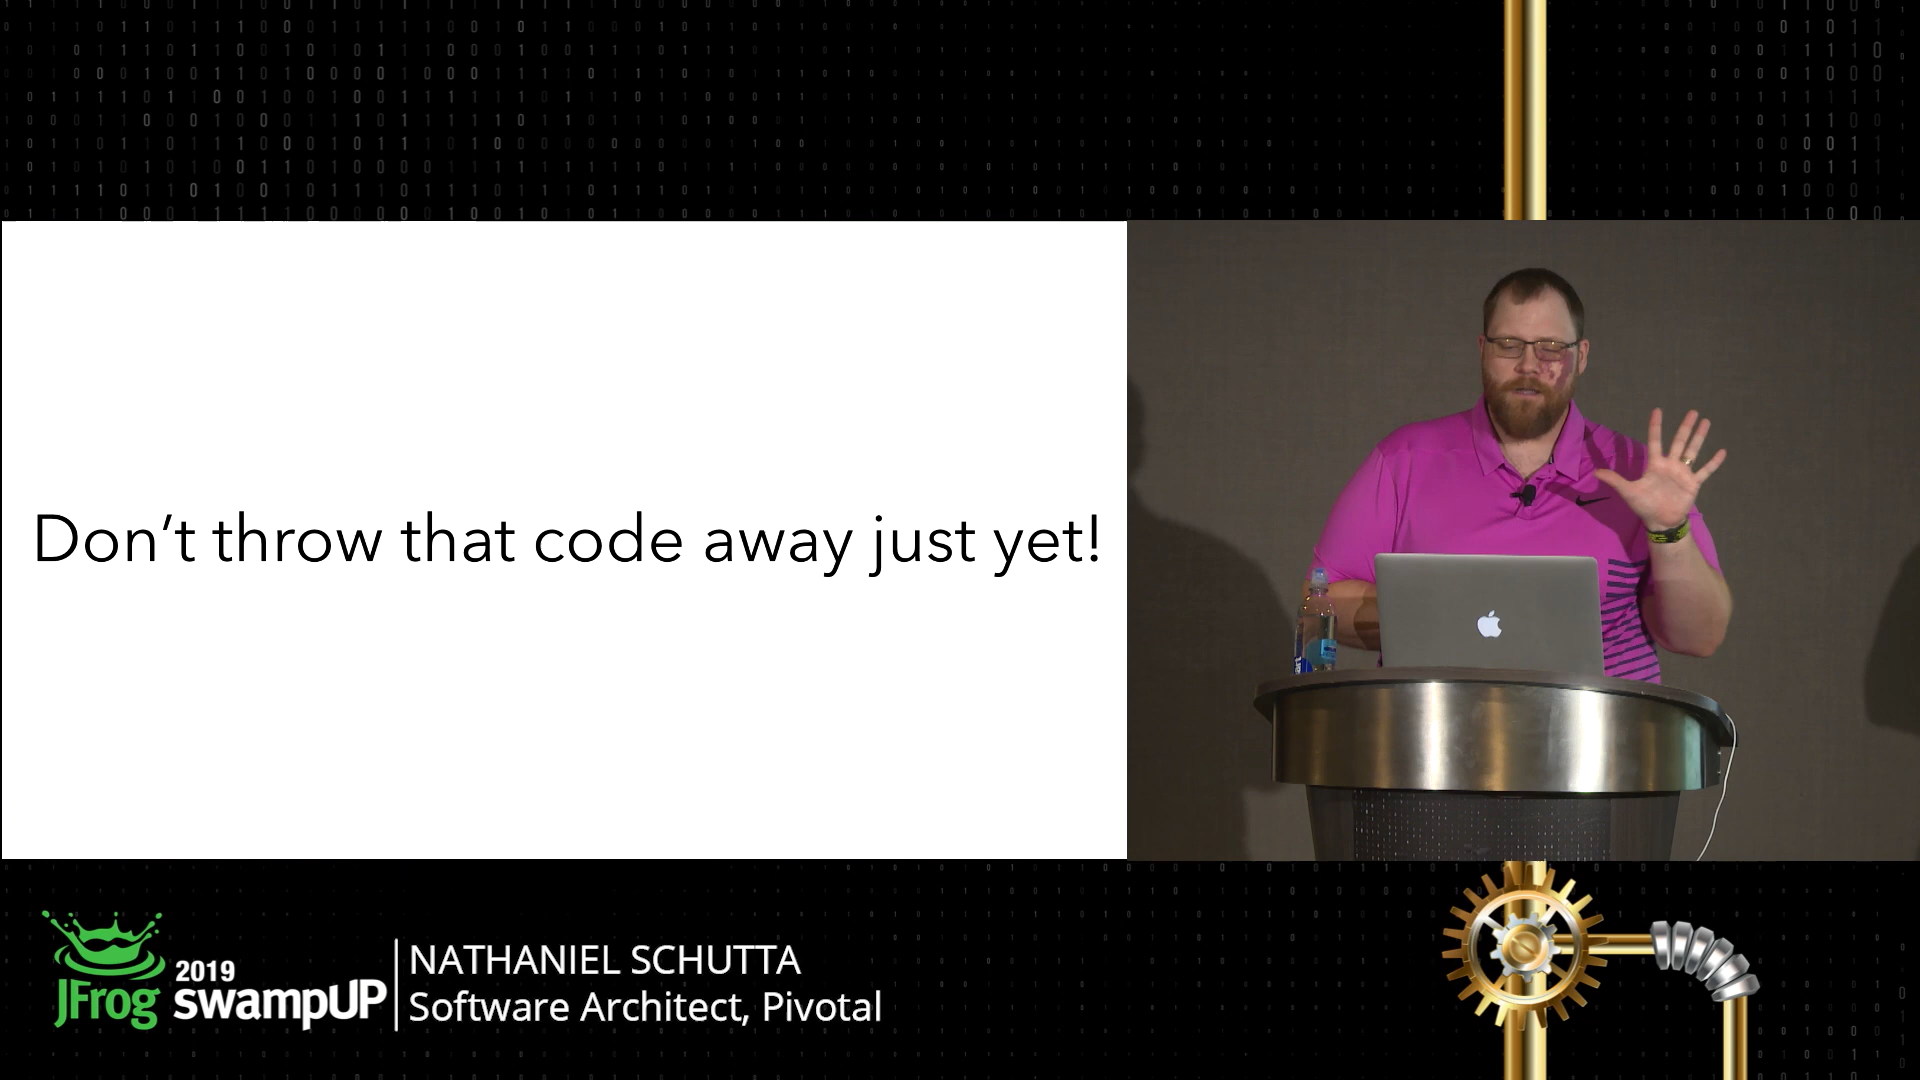 Don’t throw that code away just yet!
2019
JFrog swampUP
NATHANIEL SCHUTTA
Software Architect, Pivotal